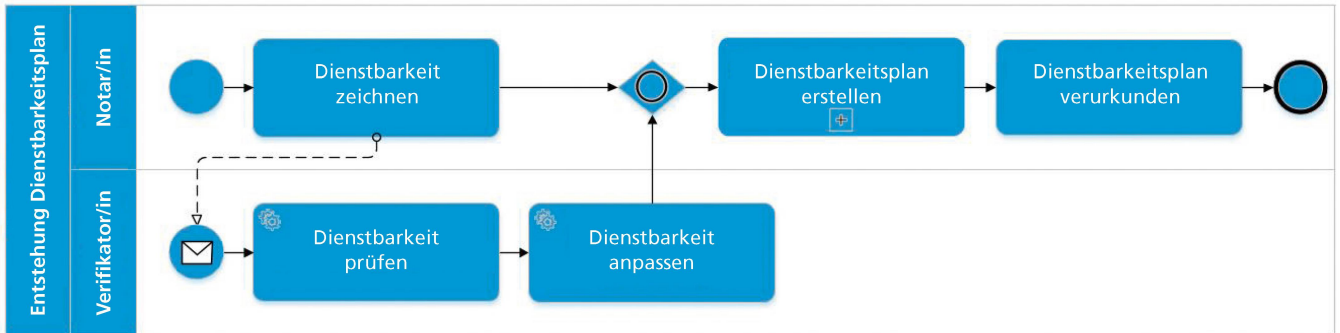 Entstehung Dienstbarkeitsplan
Notar/in
Dienstbarkeit
zeichnen
Dienstbarkeitsplan
erstellen
Dienstbarkeitsplan
verurkunden
Verifikator/in
Dienstbarkeit
prüfen
Dienstbarkeit
anpassen